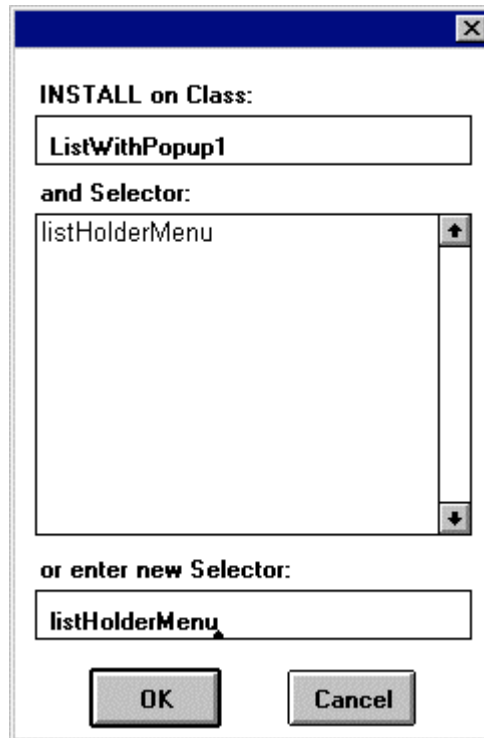 INSTALL on Class:
ListWithPopup1
and Selector:
listHolderMenu
or enter new Selector:
listHolderMenu
OK
Cancel